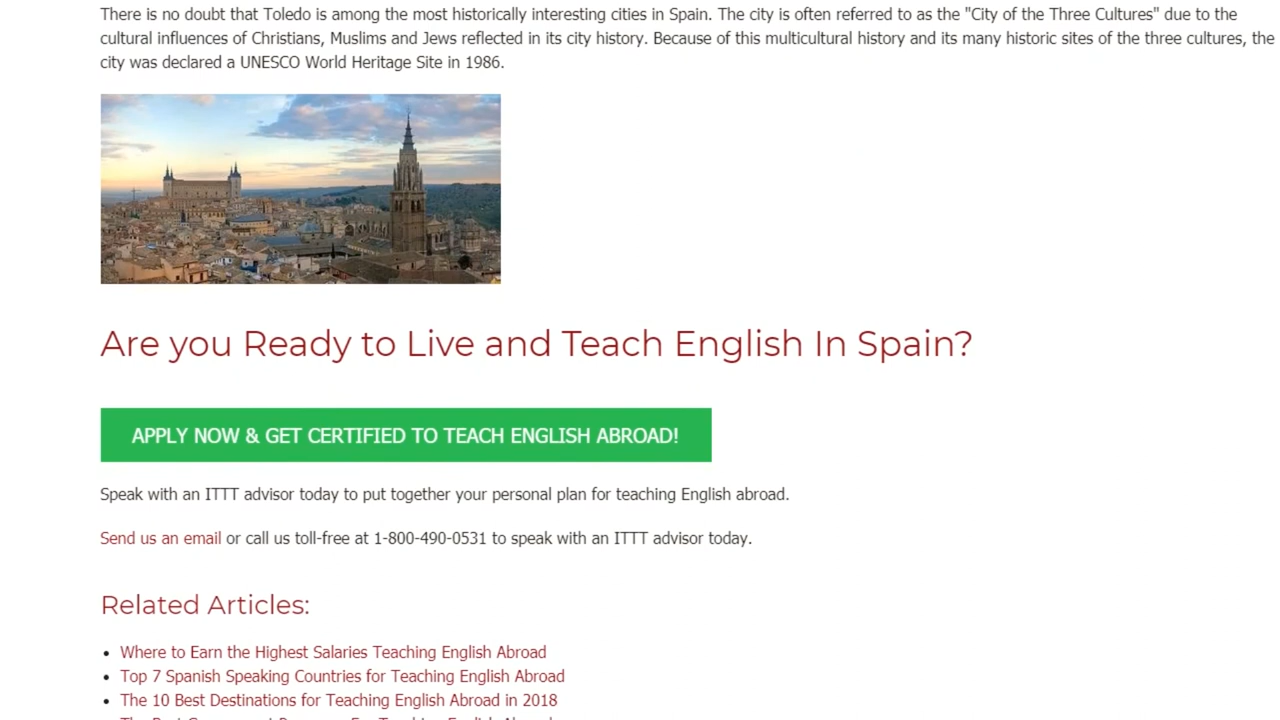 There is no doubt that Toledo is among the most historically interesting cities in Spain. The city is often referred to as the "City of the Three Cultures" due to the
cultural influences of Christians, Muslims and Jews reflected in its city history. Because of this multicultural history and its many historic sites of the three cultures, the
city was declared a UNESCO World Heritage Site in 1986.
Are you Ready to Live and Teach English In Spain?
APPLY NOW & GET CERTIFIED TO TEACH ENGLISH ABROAD!
Speak with an ITTT advisor today to put together your personal plan for teaching English abroad.
Send us an email or call us toll-free at 1-800-490-0531 to speak with an ITTT advisor today.
Related Articles:
• Where to Earn the Highest Salaries Teaching English Abroad
• Top 7 Spanish Speaking Countries for Teaching English Abroad
• The 10 Best Destinations for Teaching English Abroad in 2018